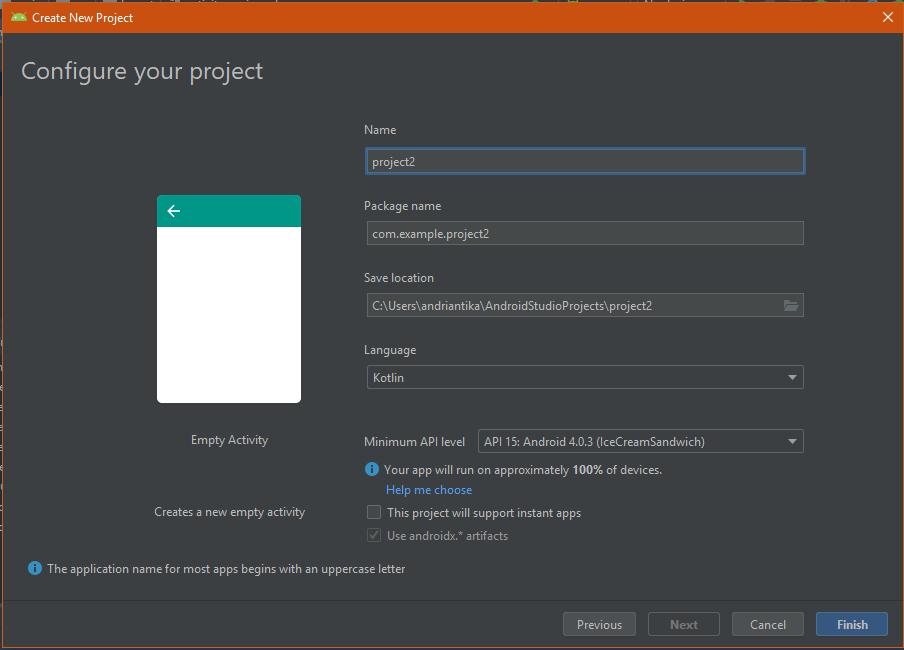 Create New Project
Configure your project
Name
project2
Package name
com.example.project2
Save location
C:\Users\andriantika\AndroidStudioProjects\project2
Language
Kotlin
Empty Activity
Minimum API level API 15: Android 4.0.3 (IceCreamSandwich)
Your app will run on approximately 100% of devices.
Help me choose
Creates a new empty activity
This project will support instant apps
Use androidx.* artifacts
The application name for most apps begins with an uppercase letter
Previous Next Cancel Finish